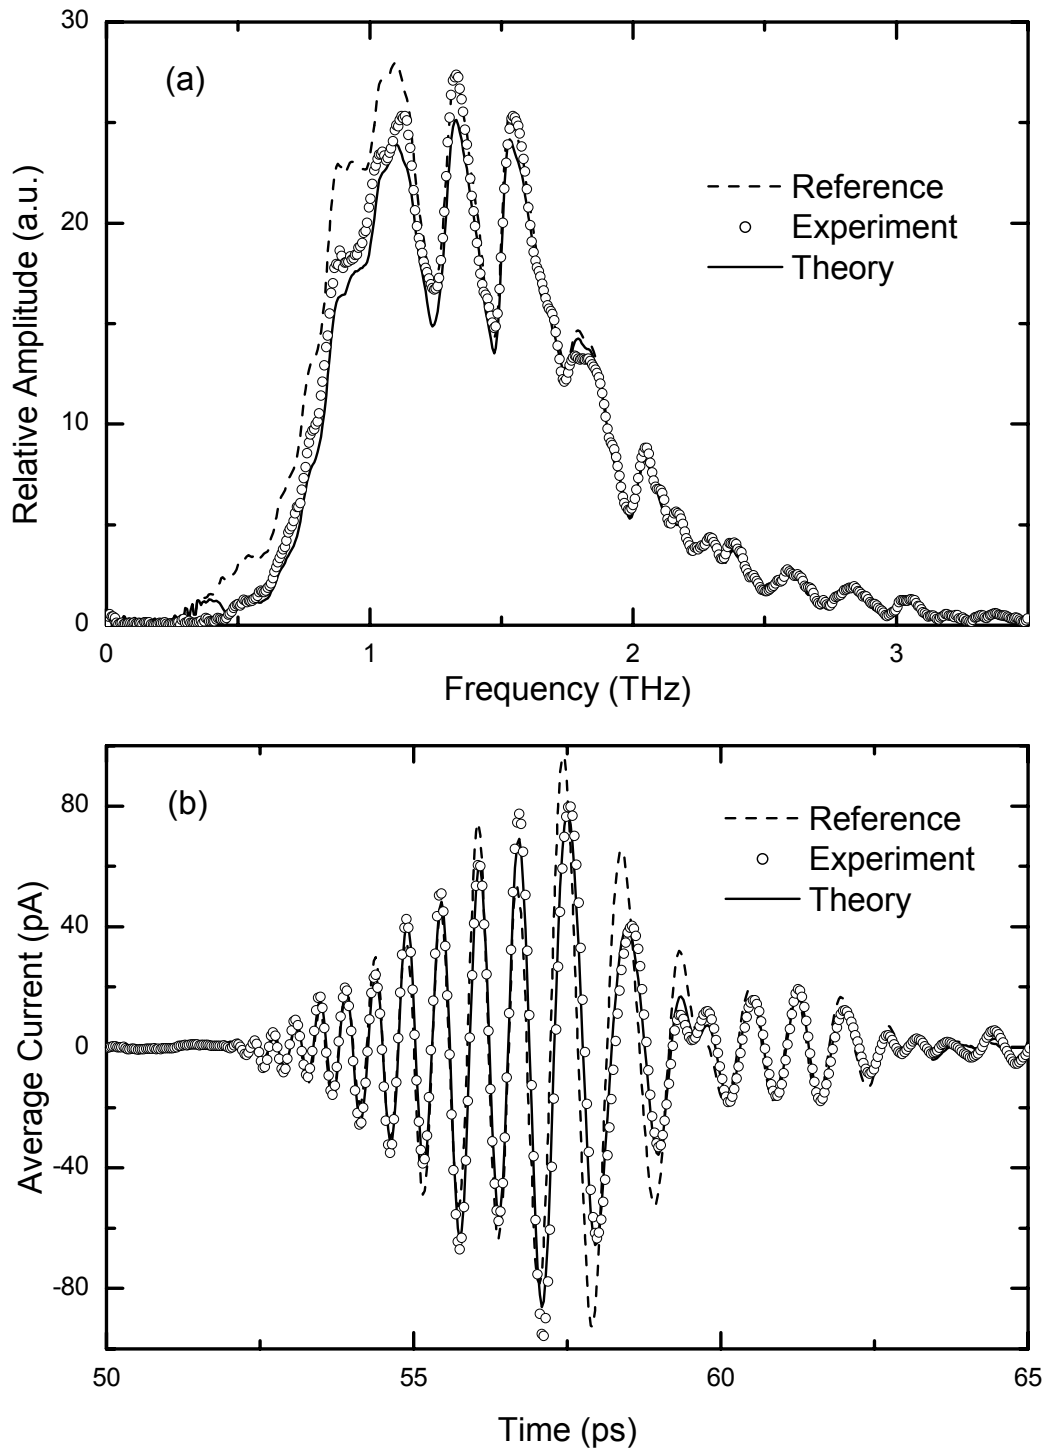 30
(a)
Reference
Experiment
Theory
20
10
0
Relative Amplitude (a.u.)
0 1 2 3
Frequency (THz)
(b)
Reference
Experiment
Theory
80
40
0
-40
-80
Average Current (pA)
50 55 60 65
Time (ps)